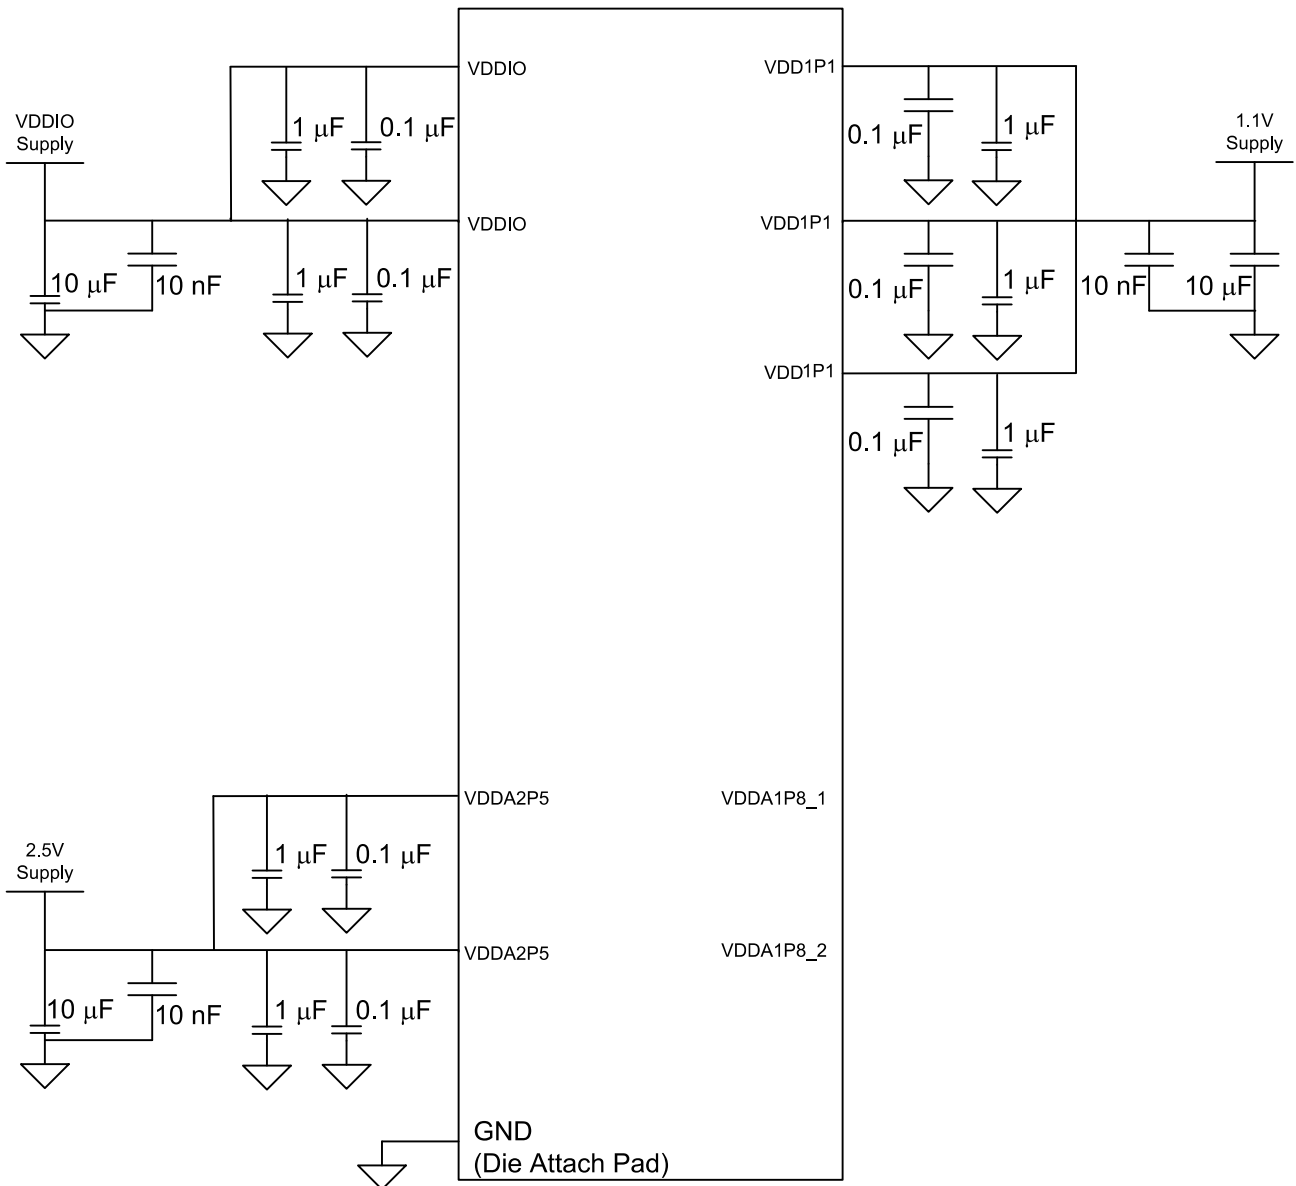 VDDIO
VDD1P1
VDDIO
Supply
1 μF
0.1 μF
0.1 μF
1 μF
1.1V
Supply
VDDIO
VDD1P1
10 μF
10 nF
1 μF
0.1 μF
0.1 μF
1 μF
10 nF
10 μF
VDD1P1
0.1 μF
1 μF
VDDA2P5
VDDA1P8_1
2.5V
Supply
1 μF
0.1 μF
VDDA2P5
VDDA1P8_2
10 μF
10 nF
1 μF
0.1 μF
GND
(Die Attach Pad)